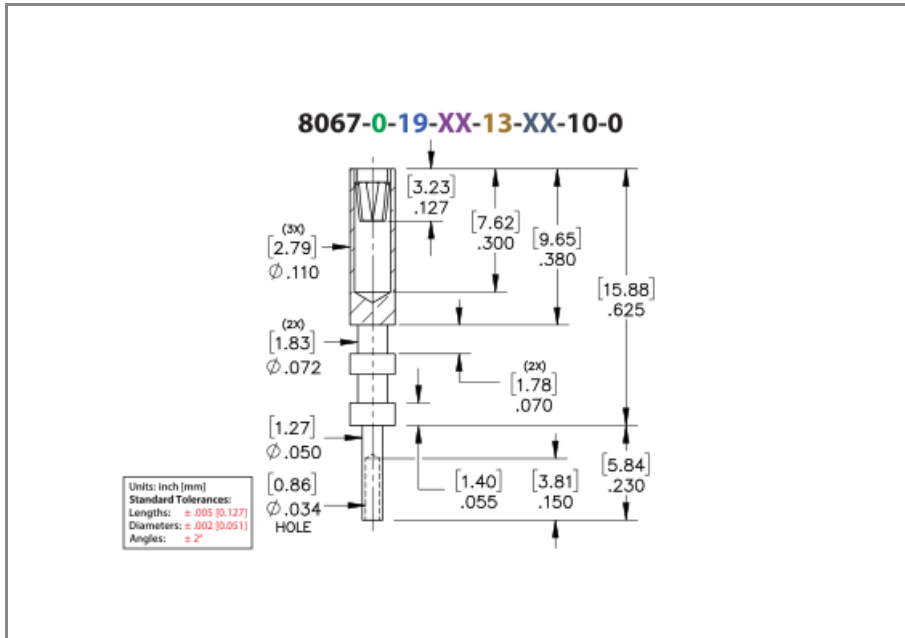 8067-0-19-XX-13-XX-10-0
[3.23]
.127
[7.62]
.300
[9.65]
.380
[15.88]
.625
(3X)
[2.79]
∅.110
(2X)
[1.83]
∅.072
(2X)
[1.78]
.070
[1.27]
∅.050
[0.86]
∅.034
HOLE
[1.40]
.055
[3.81]
.150
[5.84]
.230
Units: inch [mm]
Standard Tolerances:
Lengths: ± .005 [0.127]
Diameters: ± .002 [0.051]
Angles: ± 2°